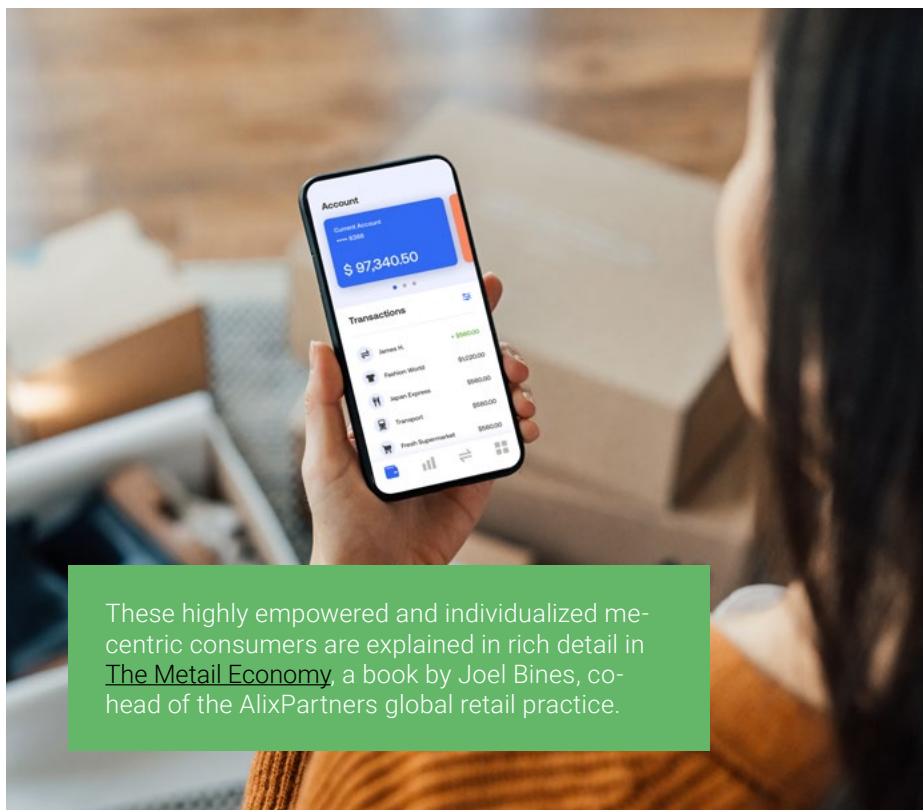 Account
Current Account
•••• 5388
$ 97,340.50
Transactions
James H.
+ $560.00
Fashion World
$1,020.00
Japan Express
$560.00
Transport
$560.00
Fresh Supermarket
$560.00
These highly empowered and individualized me-
centric consumers are explained in rich detail in
The Metail Economy, a book by Joel Bines, co-
head of the AlixPartners global retail practice.